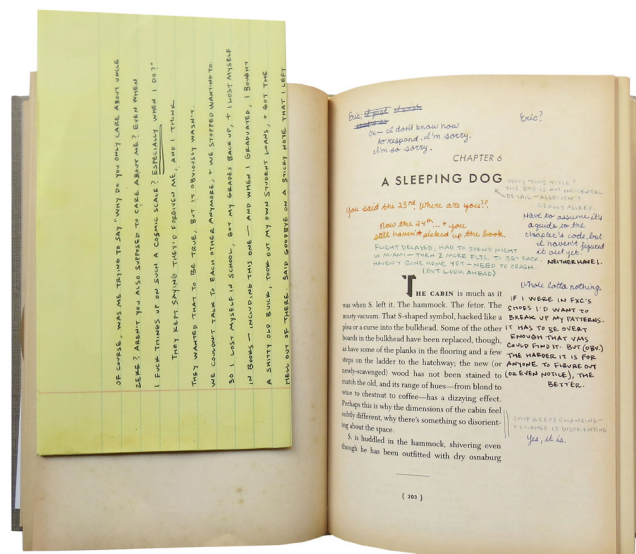 OF COURSE, WAS ME TRYING TO SAY "WHY DO YOU ONLY CARE ABOUT UNCLE
ZEKE? AREN'T YOU ALSO SUPPOSED TO CARE ABOUT ME? EVEN WHEN
I FUCK THINGS UP ON SUCH A COSMIC SCALE? ESPECIALLY WHEN I DO?"
THEY KEPT SAYING THEY'D FORGIVEN ME, AND I THINK
THEY WANTED THAT TO BE TRUE, BUT IT OBVIOUSLY WASN'T.
WE COULDN'T TALK TO EACH OTHER ANYMORE, + WE STOPPED WANTING TO.
SO I LOST MYSELF IN SCHOOL, GOT MY GRADES BACK UP, + I LOST MYSELF
IN BOOKS — INCLUDING THIS ONE — AND WHEN I GRADUATED, I BOUGHT
A SHITTY OLD BUICK, TOOK OUT MY OWN STUDENT LOANS, + GOT THE
HELL OUT OF THERE. SAID GOODBYE ON A STICKY NOTE THAT I LEFT
Eric,
Ok — I don't know how
to respond. I'm sorry.
I'm so sorry.
Eric?
CHAPTER 6
A SLEEPING DOG
WHY THIS TITLE?
THE DOG IS AN INCIDENTAL
DETAIL —
You said the 23rd. Where are you?!
Now the 24th... + you
still haven't picked up the book.
FLIGHT DELAYED, HAD TO SPEND NIGHT
IN MIAMI — THEN 2 MORE FLTS. TO GET BACK.
HAVEN'T GONE HOME YET — NEED TO CRASH.
(BUT LOOK AHEAD)
Have to assume it's
a guide to the
chapter's code, but
I haven't figured
it out yet.
NEITHER HAVE I.
Whole lotta nothing.
IF I WERE IN FXC'S
SHOES I'D WANT TO
BREAK UP MY PATTERNS.
IT HAS TO BE OVERT
ENOUGH THAT VMS
COULD FIND IT. BUT (OBV.)
THE HARDER IT IS FOR
ANYONE TO FIGURE OUT
(OR EVEN NOTICE), THE
BETTER.
THE CABIN is much as it
was when S. left it. The hammock. The fetor. The
smutty vacuum. That S-shaped symbol, hacked like a
plea or a curse into the bulkhead. Some of the other
boards in the bulkhead have been replaced, though,
as have some of the planks in the flooring and a few
steps on the ladder to the hatchway; the new (or
newly-scavenged) wood has not been stained to
match the old, and its range of hues—from blond to
wine to chestnut to coffee—has a dizzying effect.
Perhaps this is why the dimensions of the cabin feel
subtly different, why there's something so disorient-
ing about the space.
S. is huddled in the hammock, shivering even
though he has been outfitted with dry osnaburg
SHIP KEEPS CHANGING —
+ CHANGE IS DISORIENTING
Yes, it is.
( 203 )